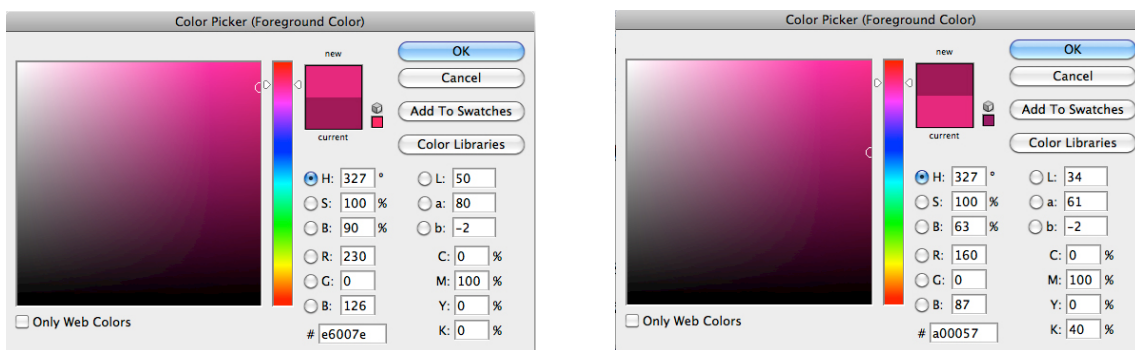 Color Picker (Foreground Color)
new
OK
Cancel
Add To Swatches
current
Color Libraries
H: 327 °
L: 50
S: 100 %
a: 80
B: 90 %
b: -2
R: 230
C: 0 %
G: 0
M: 100 %
B: 126
Y: 0 %
Only Web Colors
# e6007e
K: 0 %
Color Picker (Foreground Color)
new
OK
Cancel
Add To Swatches
current
Color Libraries
H: 327 °
L: 34
S: 100 %
a: 61
B: 63 %
b: -2
R: 160
C: 0 %
G: 0
M: 100 %
B: 87
Y: 0 %
Only Web Colors
# a00057
K: 40 %